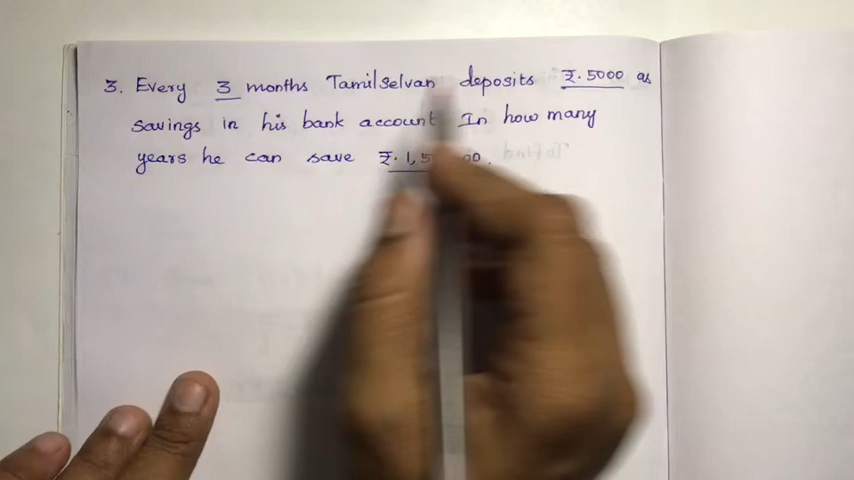 3. Every 3 months Tamilselvan deposits ₹. 5000 as
savings in his bank account In how many
years he can save